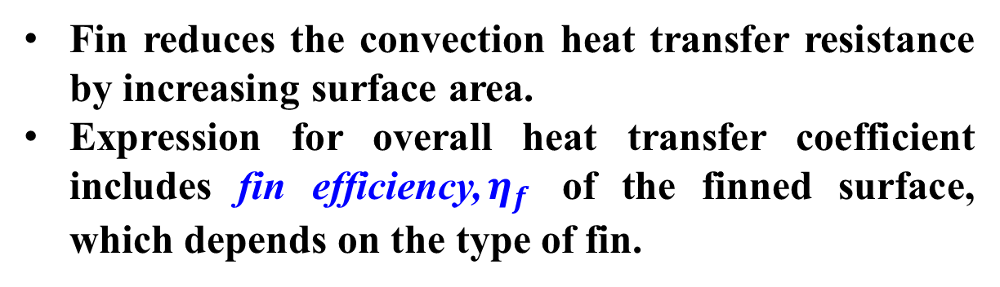 • Fin reduces the convection heat transfer resistance
by increasing surface area.
• Expression for overall heat transfer coefficient
includes fin efficiency, η_f of the finned surface,
which depends on the type of fin.